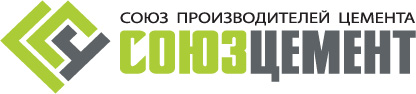 СОЮЗ ПРОИЗВОДИТЕЛЕЙ ЦЕМЕНТА
СОЮЗЦЕМЕНТ